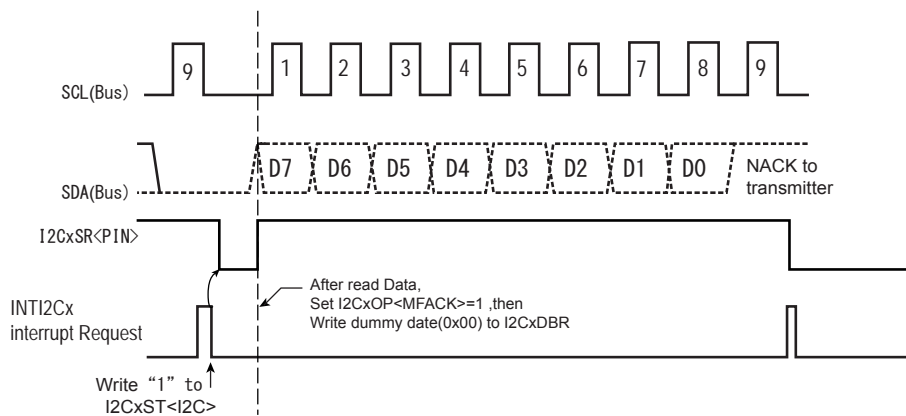 9 1 2 3 4 5 6 7 8 9
SCL(Bus)
D7 D6 D5 D4 D3 D2 D1 D0 NACK to
transmitter
SDA(Bus)
I2CxSR<PIN>
After read Data,
Set I2CxOP<MFACK>=1 ,then
Write dummy date(0x00) to I2CxDBR
INTI2Cx
interrupt Request
Write “1” to
I2CxST<I2C>